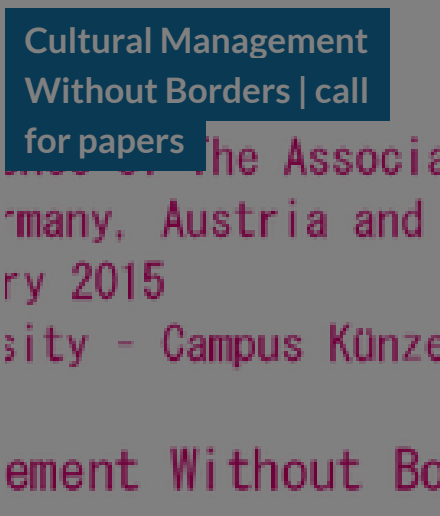 Cultural Management
Without Borders | call
for papers
The Associa
rmany, Austria and
ry 2015
sity - Campus Künze
ement Without Bo